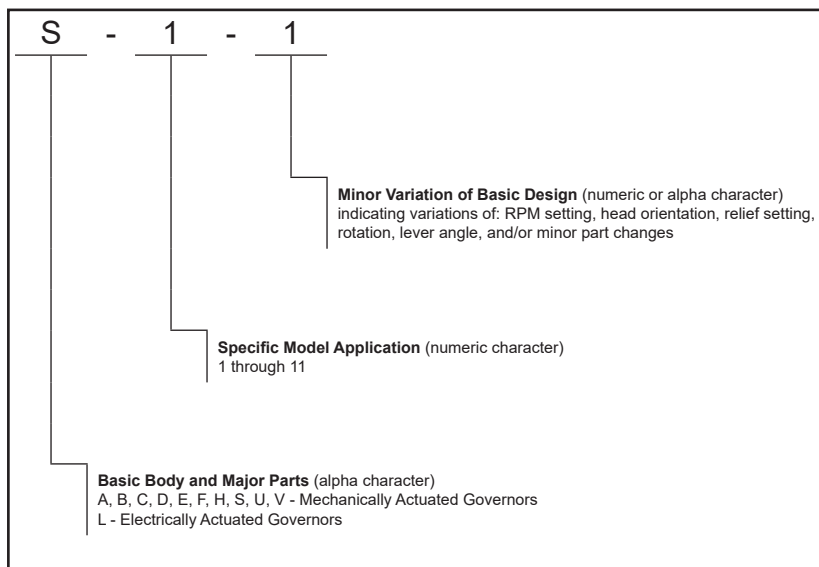 S - 1 - 1
Minor Variation of Basic Design (numeric or alpha character)
indicating variations of: RPM setting, head orientation, relief setting,
rotation, lever angle, and/or minor part changes
Specific Model Application (numeric character)
1 through 11
Basic Body and Major Parts (alpha character)
A, B, C, D, E, F, H, S, U, V - Mechanically Actuated Governors
L - Electrically Actuated Governors